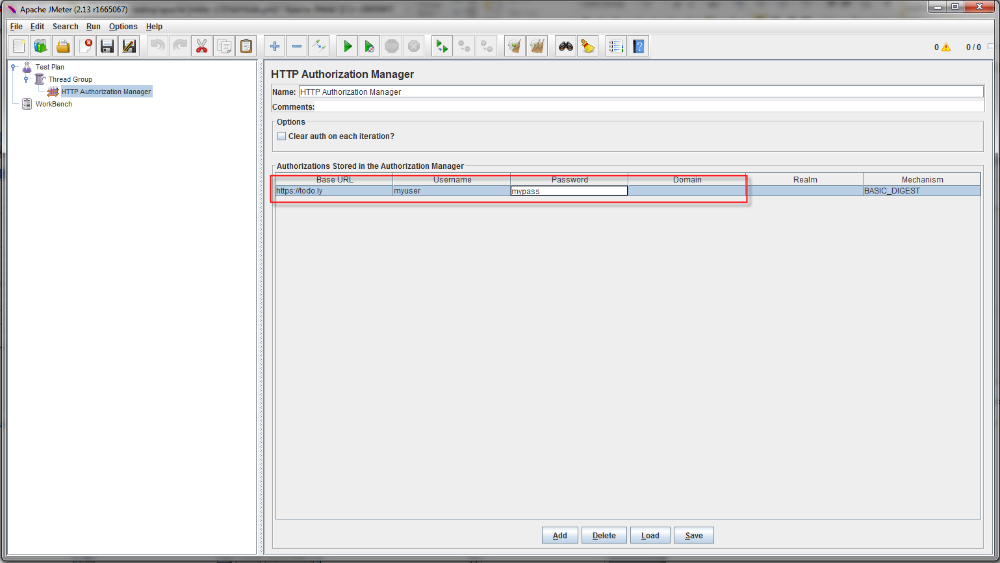 Apache JMeter (2.13 r1665067)
File Edit Search Run Options Help
STOP
0 0 / 0
Test Plan
Thread Group
HTTP Authorization Manager
WorkBench
HTTP Authorization Manager
Name: HTTP Authorization Manager
Comments:
Options
Clear auth on each iteration?
Authorizations Stored in the Authorization Manager
Base URL Username Password Domain Realm Mechanism
https://todo.ly myuser mypass BASIC_DIGEST
Add Delete Load Save